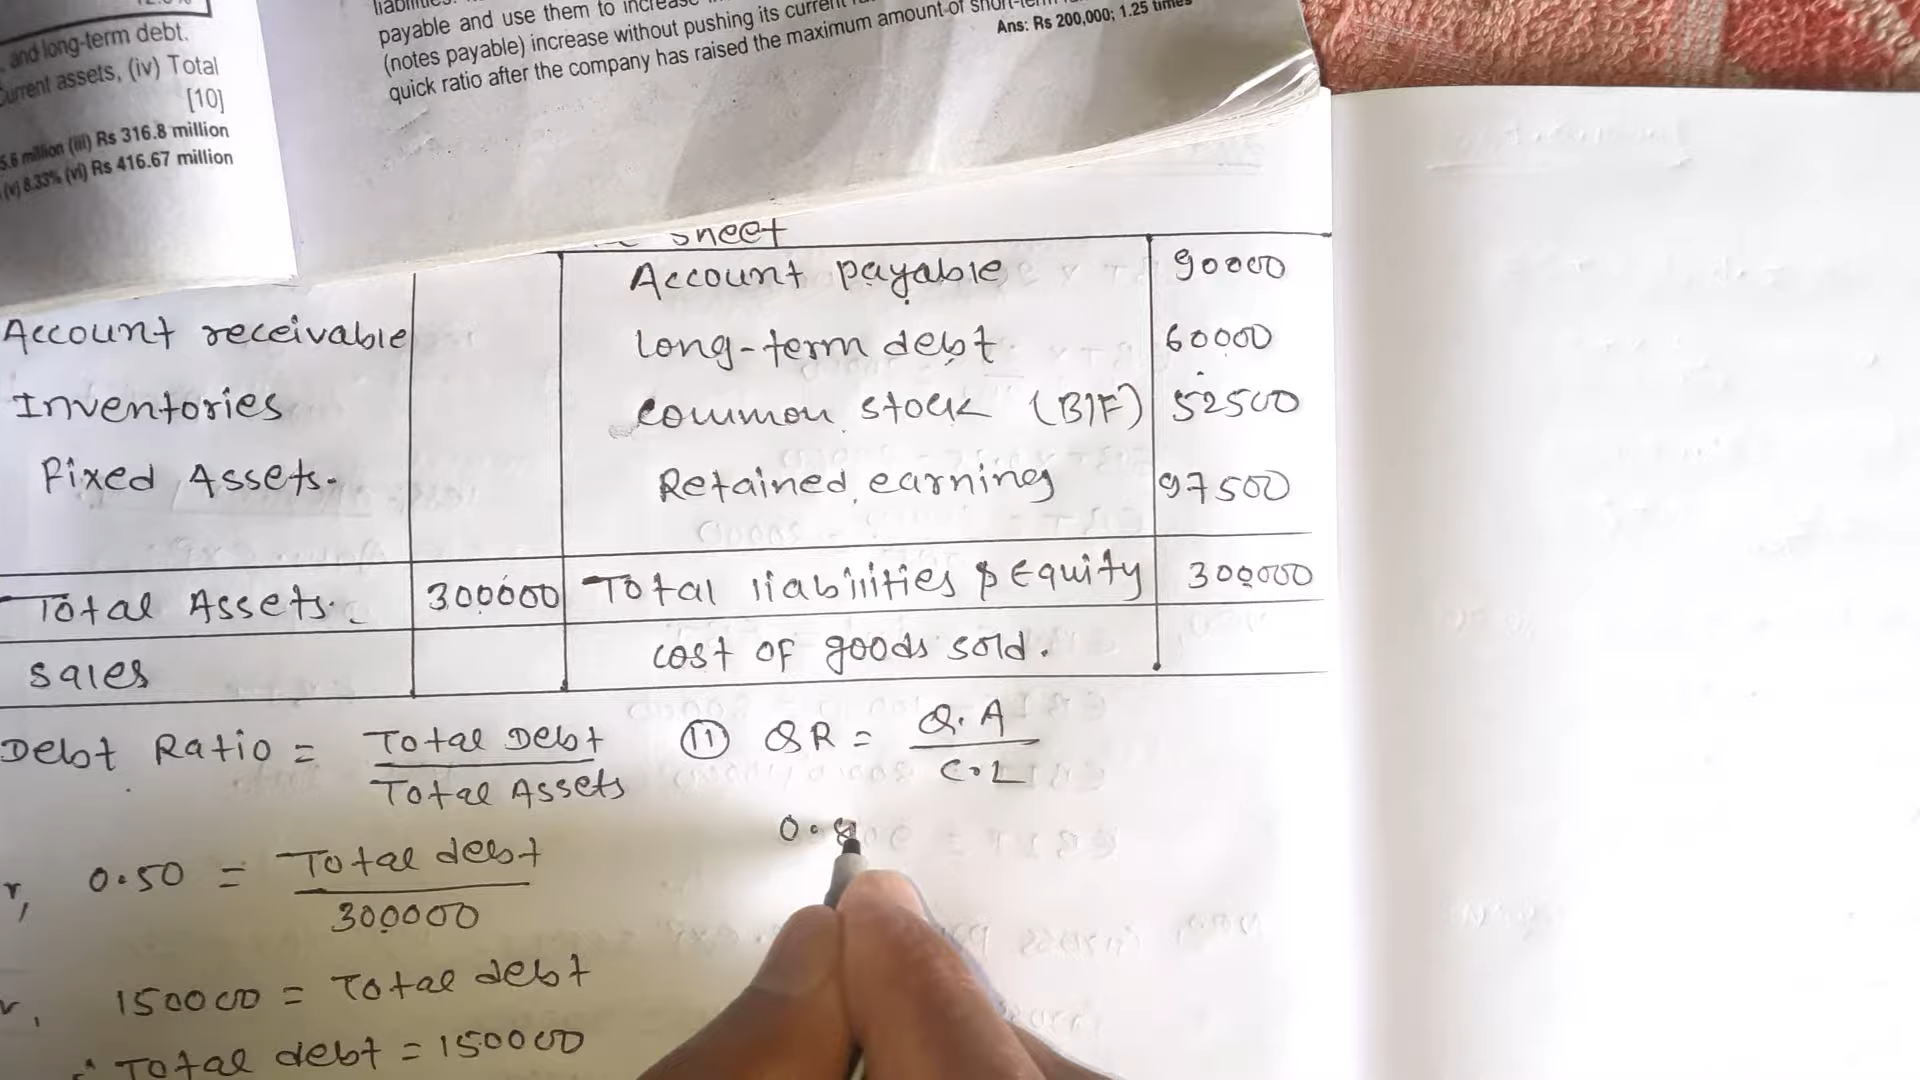 and long-term debt.
current assets, (iv) Total
[10]
5.6 million (iii) Rs 316.8 million
(v) 8.33% (vi) Rs 416.67 million
payable and use them to increase
(notes payable) increase without pushing its current
quick ratio after the company has raised the maximum amount of short-term
Ans: Rs 200,000; 1.25 times
sheet
Account payable 90000
Account receivable long-term debt 60000
Inventories common stock (B/F) 52500
Fixed Assets. Retained earning 97500
Total Assets. 300000 Total liabilities & Equity 300000
sales cost of goods sold.
Debt Ratio = Total Debt / Total Assets
r, 0.50 = Total debt / 300000
r, 150000 = Total debt
∴ Total debt = 150000
(11) QR = Q.A / C.L
0.8